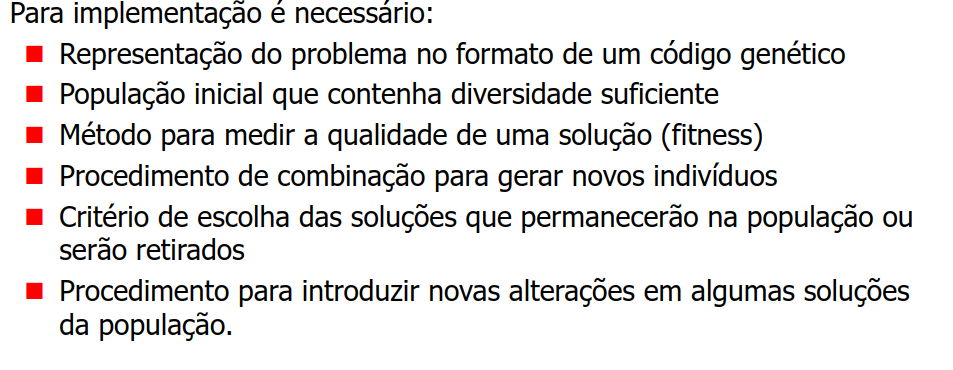 Para implementação é necessário:
Representação do problema no formato de um código genético
População inicial que contenha diversidade suficiente
Método para medir a qualidade de uma solução (fitness)
Procedimento de combinação para gerar novos indivíduos
Critério de escolha das soluções que permanecerão na população ou
serão retirados
Procedimento para introduzir novas alterações em algumas soluções
da população.